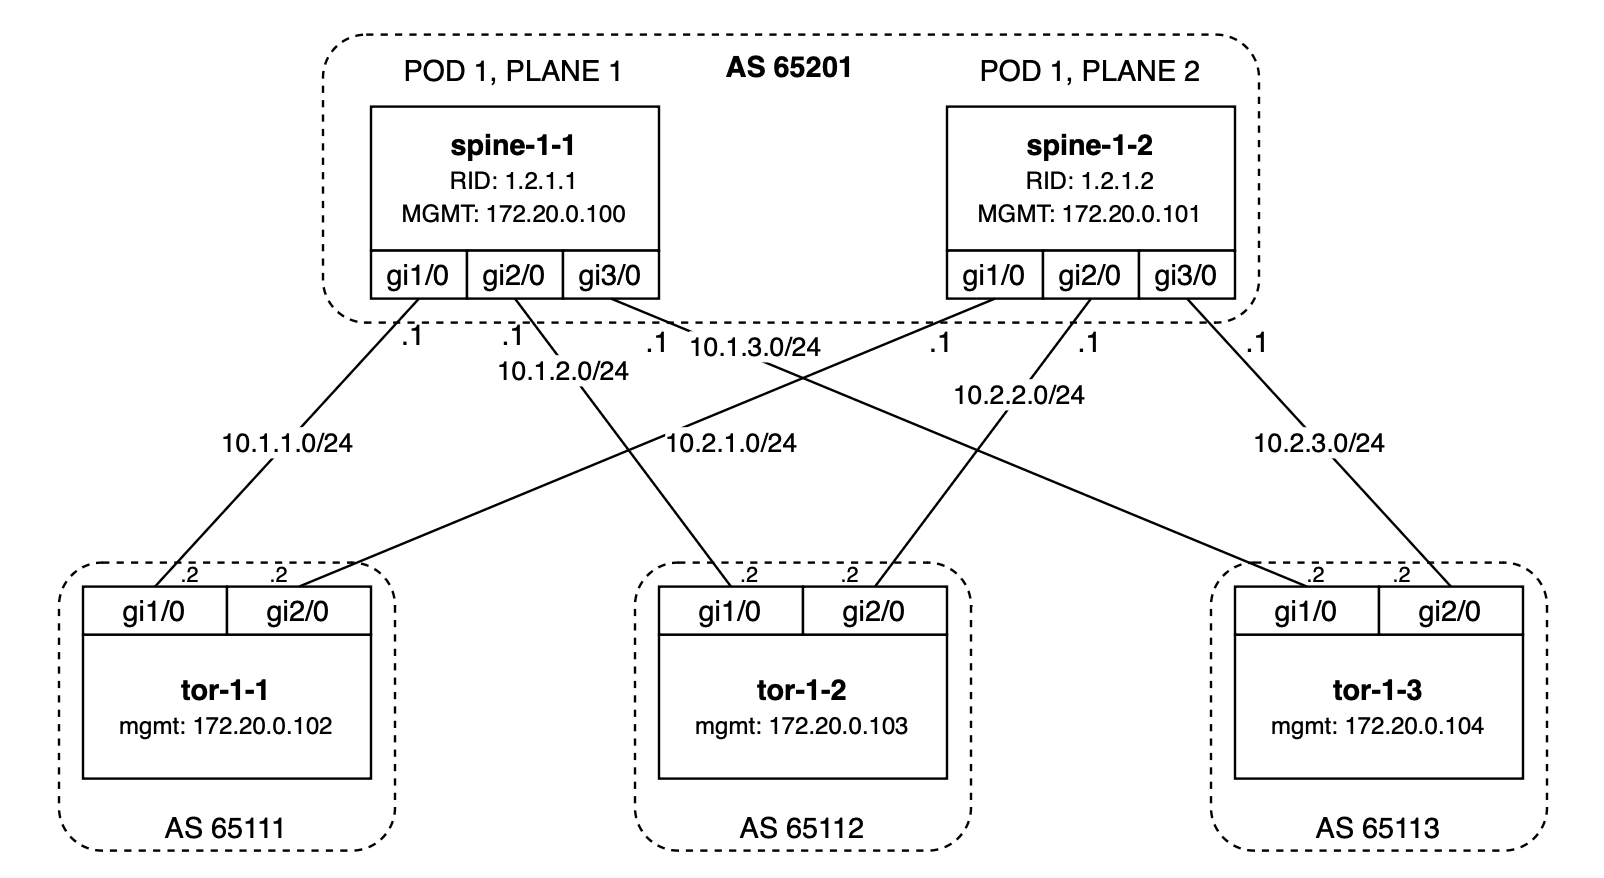 POD 1, PLANE 1
AS 65201
POD 1, PLANE 2
spine-1-1
RID: 1.2.1.1
MGMT: 172.20.0.100
gi1/0
gi2/0
gi3/0
spine-1-2
RID: 1.2.1.2
MGMT: 172.20.0.101
gi1/0
gi2/0
gi3/0
.1
.1
.1
.1
.1
.1
10.1.3.0/24
10.1.2.0/24
10.2.2.0/24
10.1.1.0/24
10.2.1.0/24
10.2.3.0/24
.2
.2
gi1/0
gi2/0
tor-1-1
mgmt: 172.20.0.102
AS 65111
.2
.2
gi1/0
gi2/0
tor-1-2
mgmt: 172.20.0.103
AS 65112
.2
.2
gi1/0
gi2/0
tor-1-3
mgmt: 172.20.0.104
AS 65113